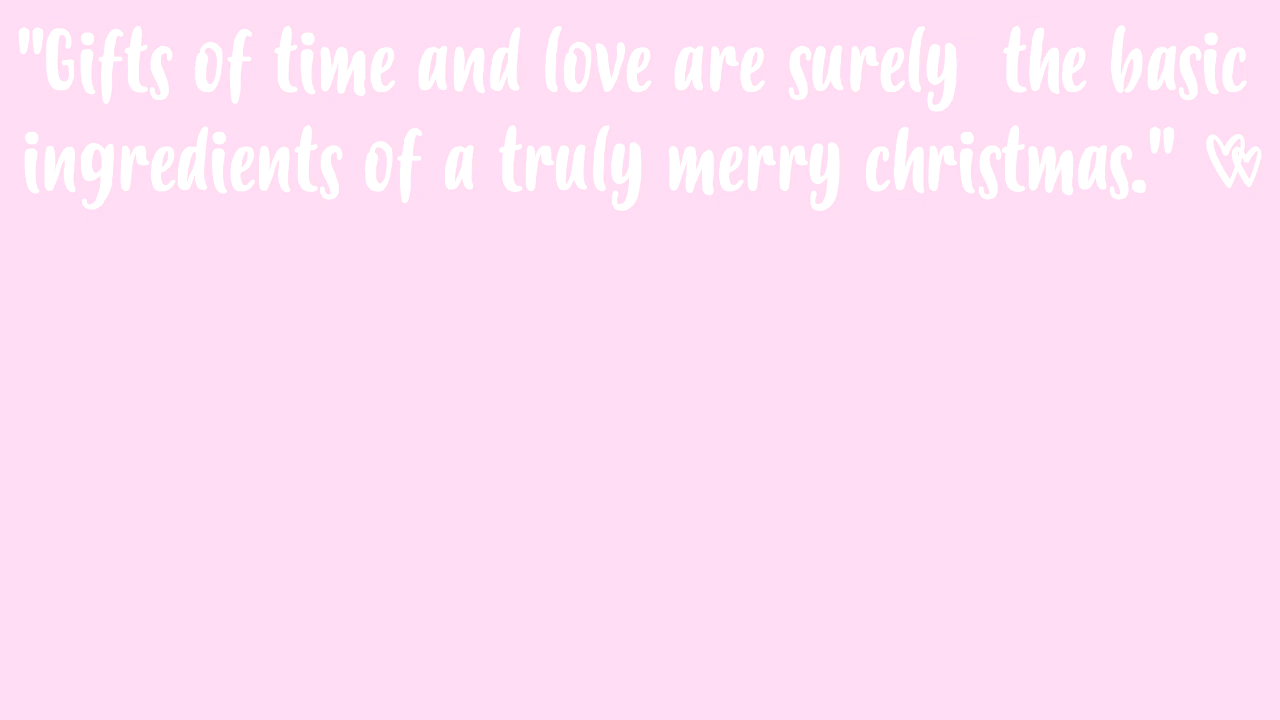 "Gifts of time and love are surely  the basic
ingredients of a truly merry christmas."